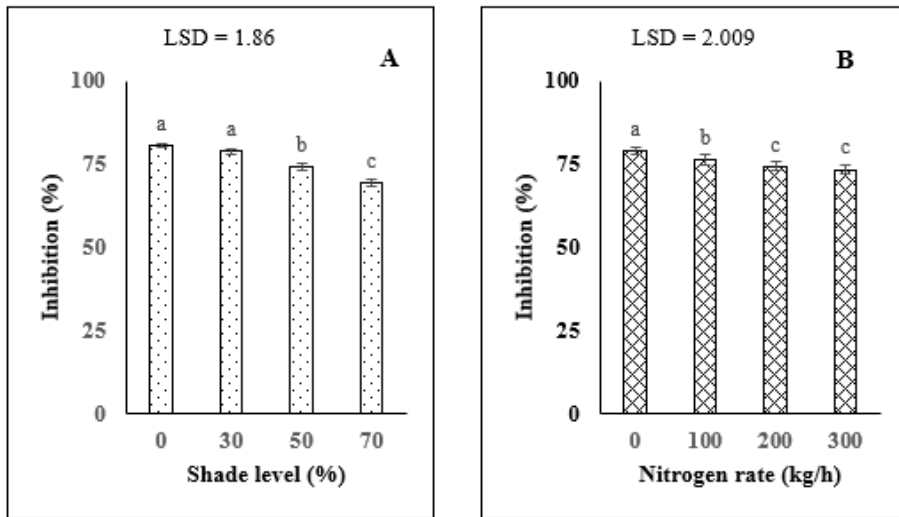 LSD = 1.86
A
100
75
50
25
0
Inhibition (%)
a
a
b
c
0 30 50 70
Shade level (%)
LSD = 2.009
B
100
75
50
25
0
Inhibition (%)
a
b
c
c
0 100 200 300
Nitrogen rate (kg/h)